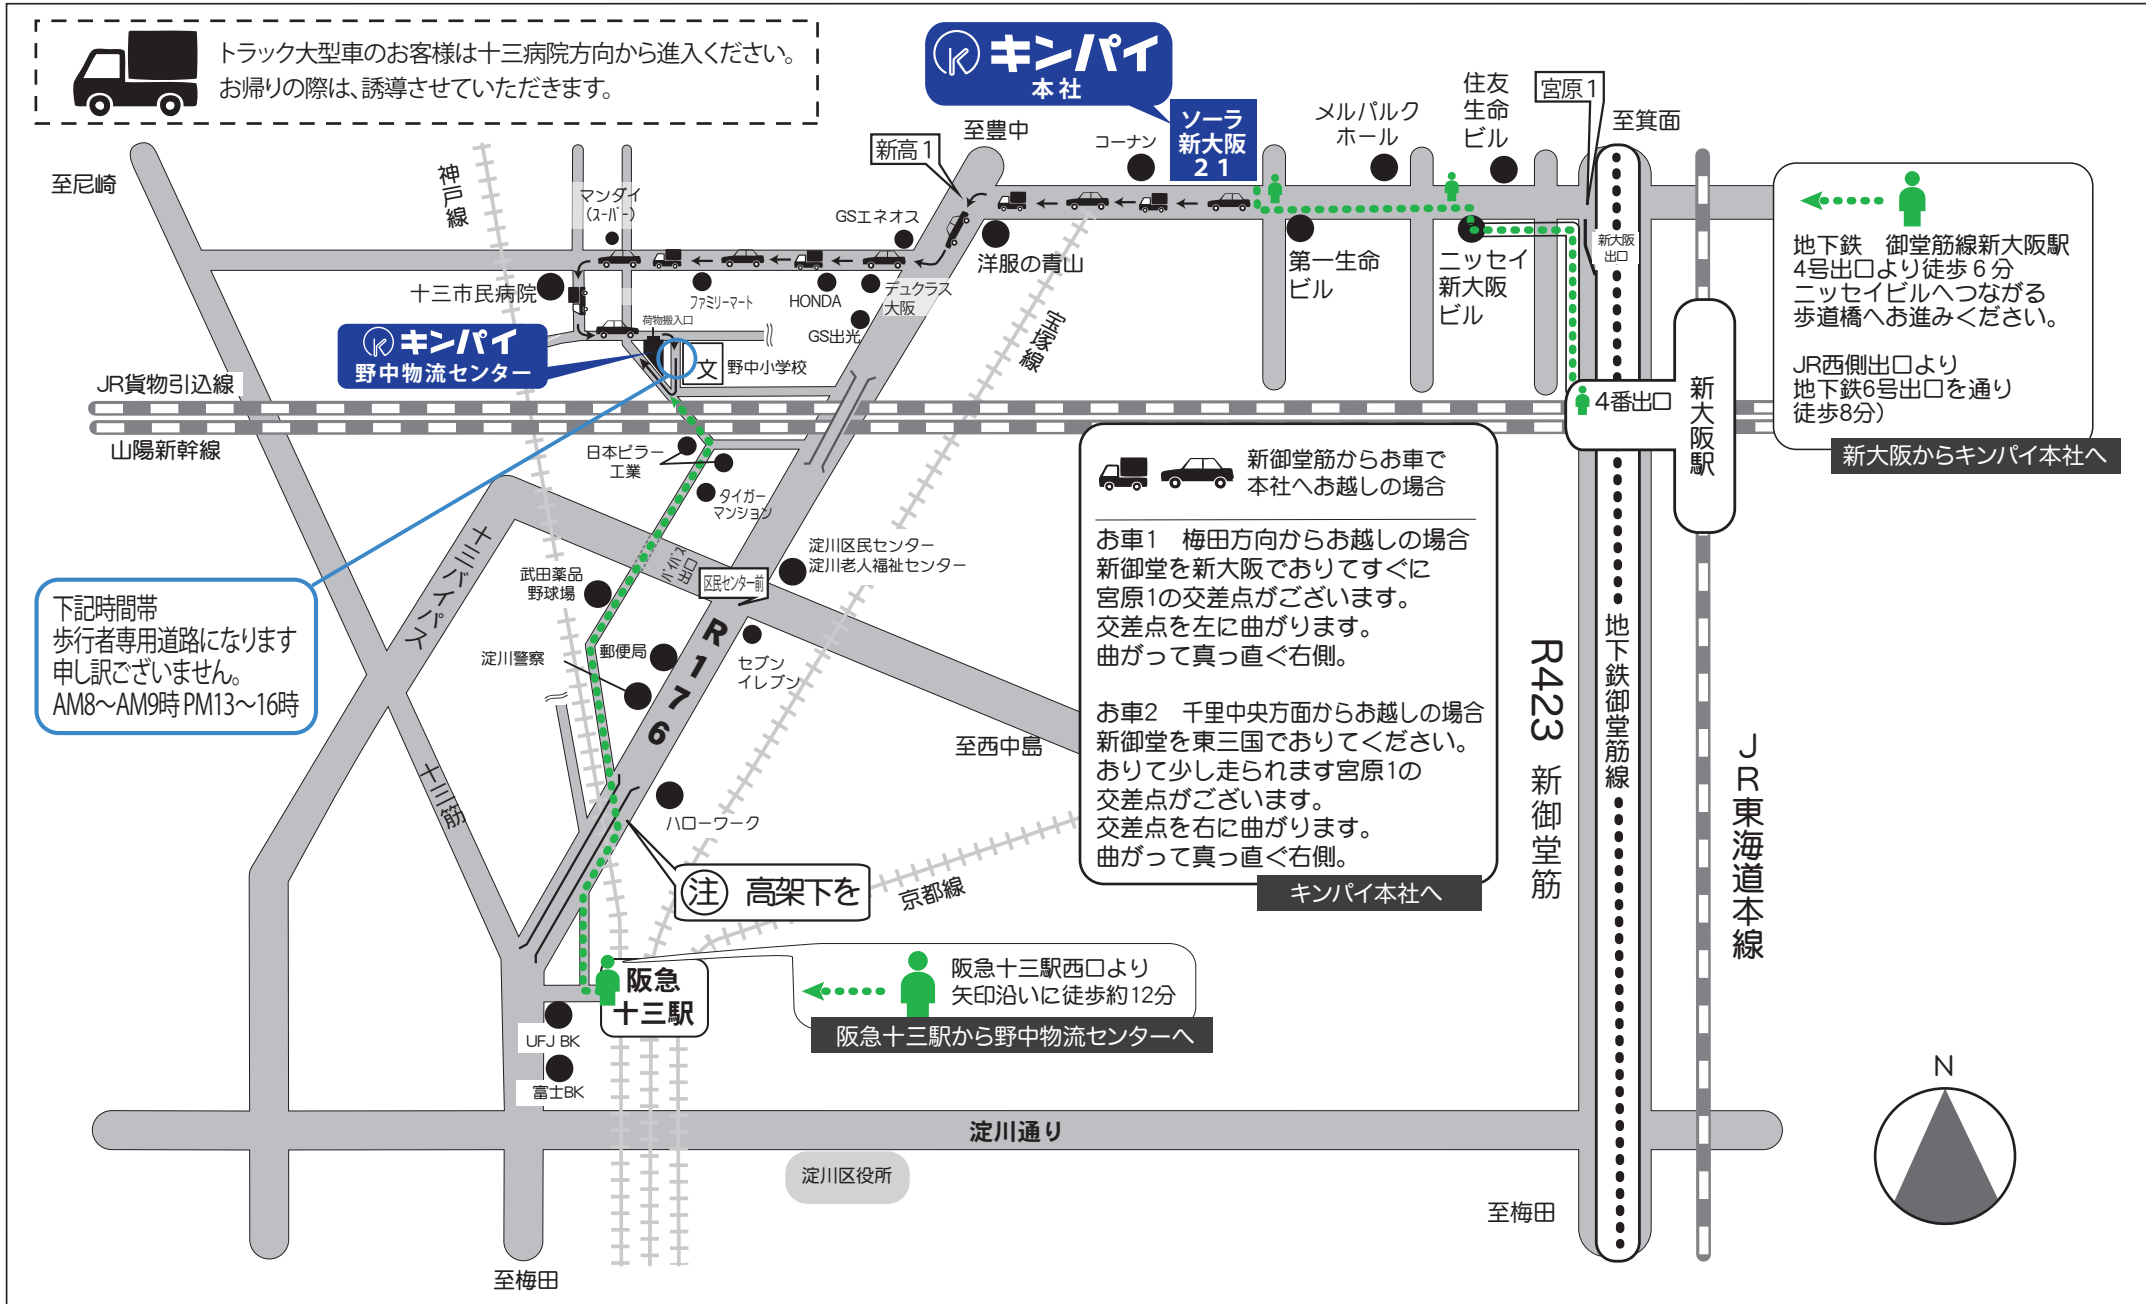 トラック大型車のお客様は十三病院方向から進入ください。
お帰りの際は、誘導させていただきます。
キンパイ
本社
ソーラ
新大阪
21
至豊中
新高1
コーナン
メルパルク
ホール
住友
生命
ビル
宮原1
至箕面
至尼崎
神戸線
マンダイ
(スーパー)
GSエネオス
洋服の青山
第一生命
ビル
ニッセイ
新大阪
ビル
新大阪
出口
地下鉄 御堂筋線新大阪駅
4号出口より徒歩6分
ニッセイビルへつながる
歩道橋へお進みください。
JR西側出口より
地下鉄6号出口を通り
徒歩8分)
新大阪からキンパイ本社へ
十三市民病院
ファミリーマート
HONDA
デュクラス
大阪
GS出光
宝塚線
荷物搬入口
キンパイ
野中物流センター
文
野中小学校
JR貨物引込線
山陽新幹線
4番出口
新大阪駅
日本ピラー
工業
タイガー
マンション
新御堂筋からお車で
本社へお越しの場合
お車1 梅田方向からお越しの場合
新御堂を新大阪でおりてすぐに
宮原1の交差点がございます。
交差点を左に曲がります。
曲がって真っ直ぐ右側。
お車2 千里中央方面からお越しの場合
新御堂を東三国でおりてください。
おりて少し走られます宮原1の
交差点がございます。
交差点を右に曲がります。
曲がって真っ直ぐ右側。
キンパイ本社へ
十三バイパス
淀川区民センター
淀川老人福祉センター
区民センター前
武田薬品
野球場
下記時間帯
歩行者専用道路になります
申し訳ございません。
AM8〜AM9時 PM13〜16時
淀川警察
郵便局
R176
セブン
イレブン
至西中島
十三筋
ハローワーク
注 高架下を
京都線
R423 新御堂筋
地下鉄御堂筋線
JR東海道本線
阪急
十三駅
阪急十三駅西口より
矢印沿いに徒歩約12分
阪急十三駅から野中物流センターへ
UFJ BK
富士BK
N
淀川通り
淀川区役所
至梅田
至梅田